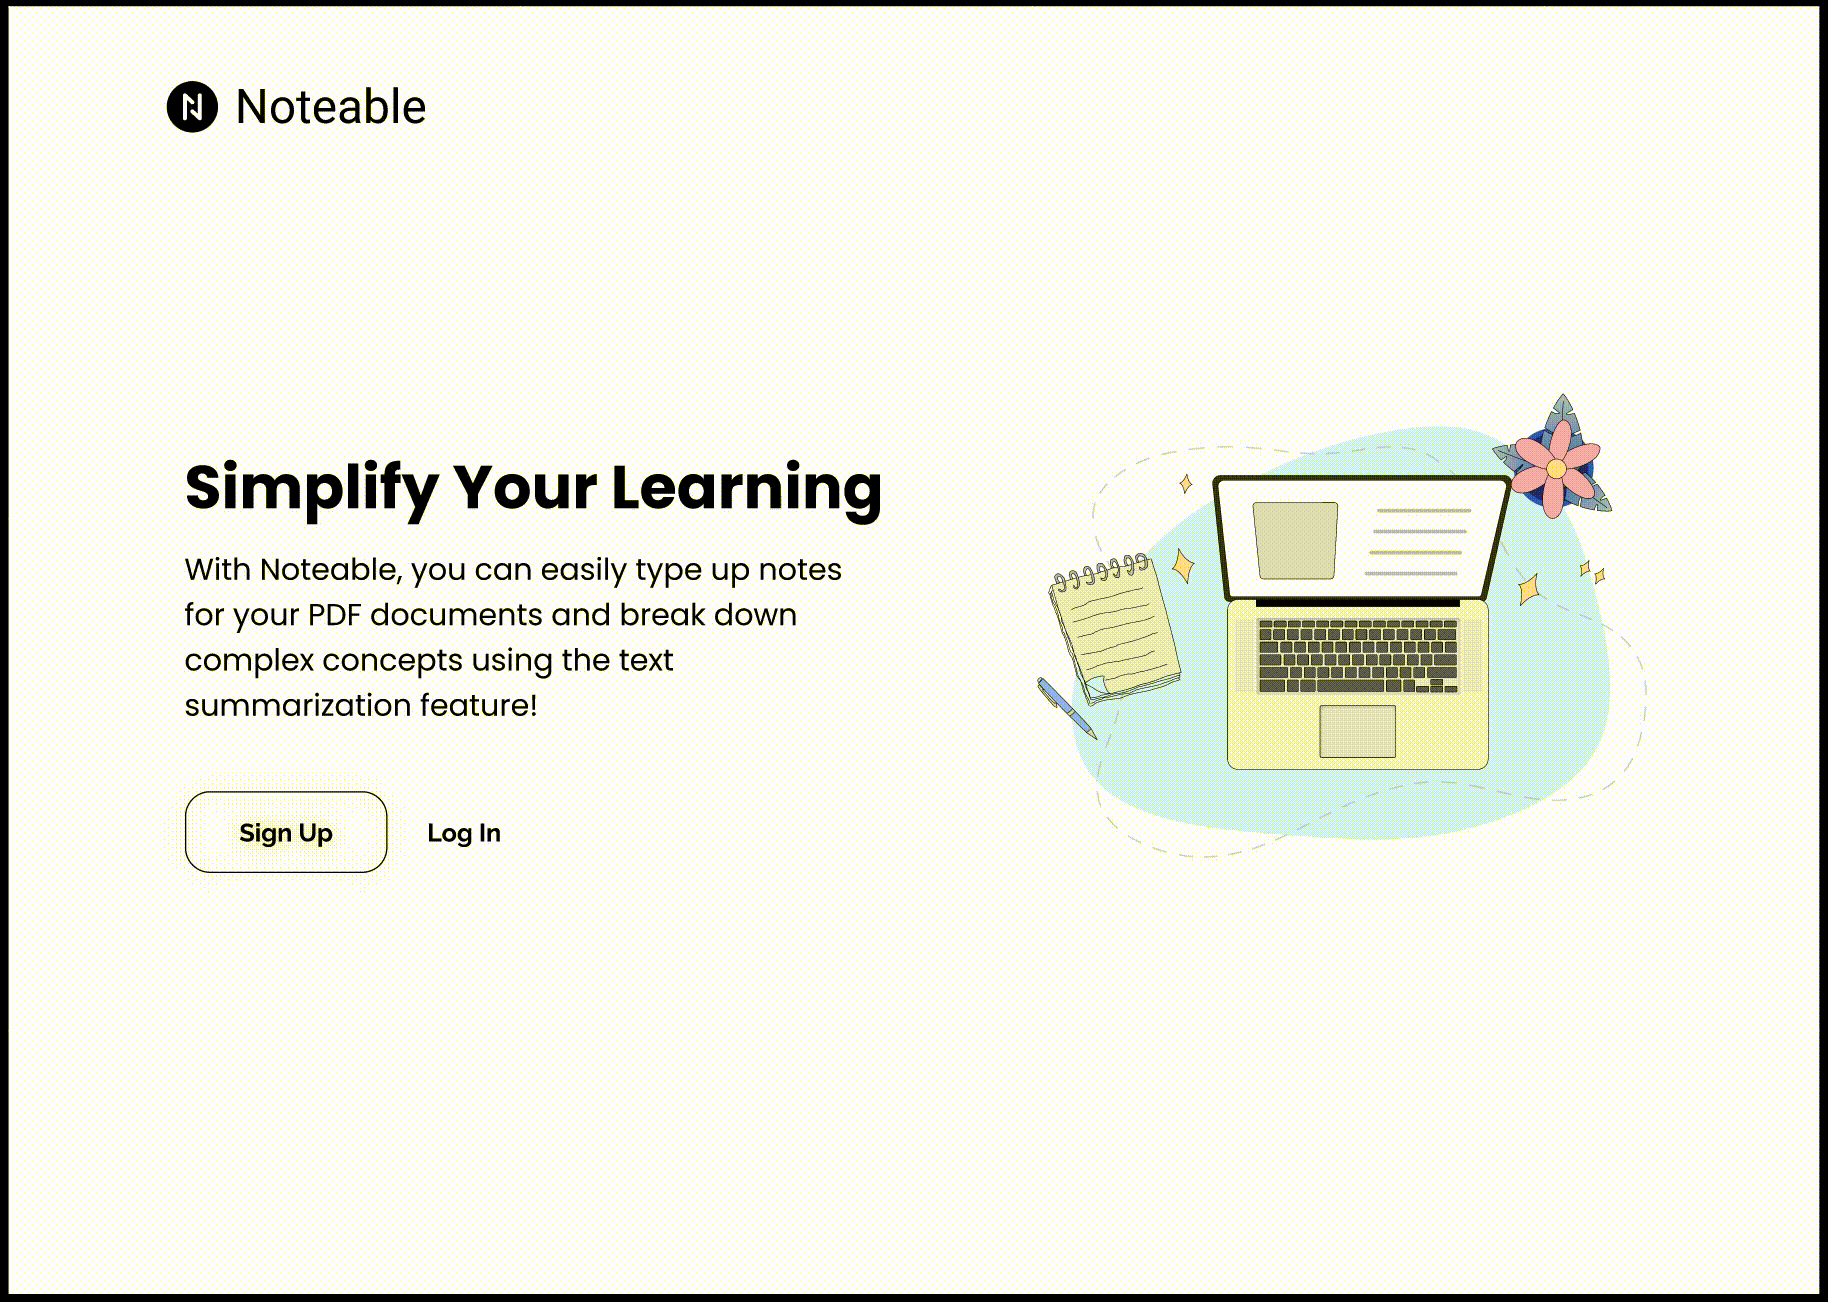 Noteable
Simplify Your Learning
With Noteable, you can easily type up notes
for your PDF documents and break down
complex concepts using the text
summarization feature!
Sign Up
Log In